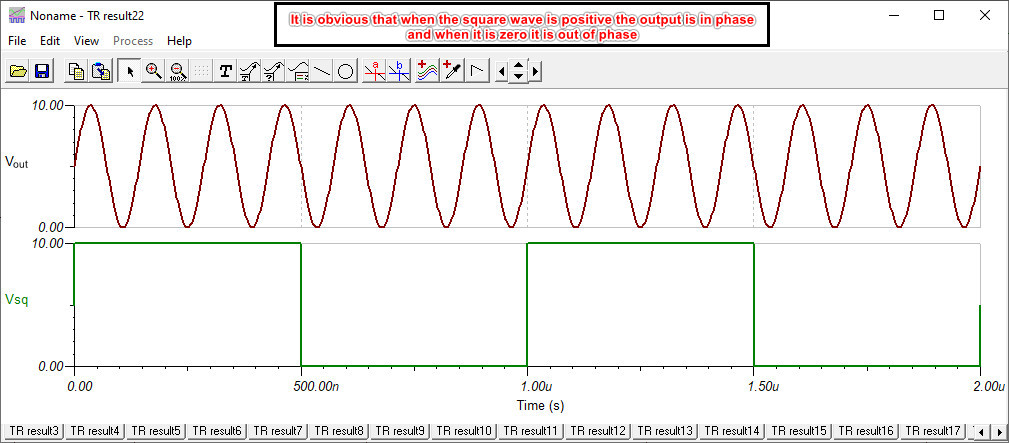 Noname - TR result22
It is obvious that when the square wave is positive the output is in phase
and when it is zero it is out of phase
File Edit View Process Help
T 100% a b
10.00
Vout
0.00
10.00
Vsq
0.00
0.00 500.00n 1.00u 1.50u 2.00u
Time (s)
TR result3 TR result4 TR result5 TR result6 TR result7 TR result8 TR result9 TR result10 TR result11 TR result12 TR result13 TR result14 TR result15 TR result16 TR result17